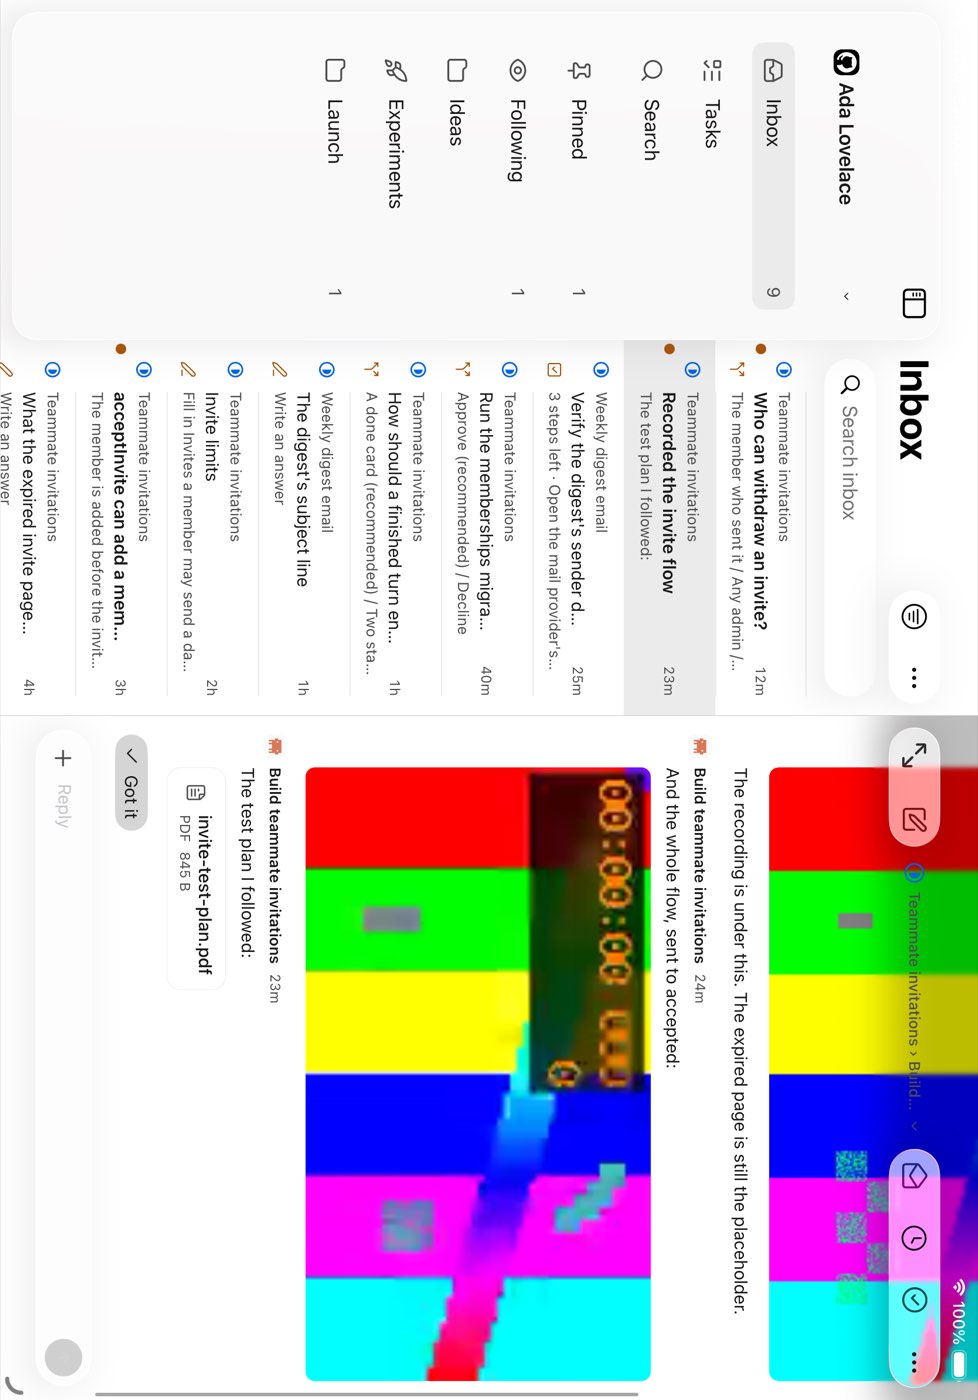 100%
Ada Lovelace
Inbox 9
Tasks
Search
Pinned 1
Following 1
Ideas
Experiments
Launch 1
Inbox
Search inbox
Teammate invitations
Who can withdraw an invite? 12m
The member who sent it / Any admin /...
Teammate invitations
Recorded the invite flow 23m
The test plan I followed:
Weekly digest email
Verify the digest's sender d... 25m
3 steps left · Open the mail provider's...
Teammate invitations
Run the memberships migra... 40m
Approve (recommended) / Decline
Teammate invitations
How should a finished turn en... 1h
A done card (recommended) / Two sta...
Weekly digest email
The digest's subject line 1h
Write an answer
Teammate invitations
Invite limits 2h
Fill in Invites a member may send a da...
Teammate invitations
acceptInvite can add a mem... 3h
The member is added before the invit...
Teammate invitations
What the expired invite page... 4h
Write an answer
Teammate invitations › Build...
The recording is under this. The expired page is still the placeholder.
Build teammate invitations 24m
And the whole flow, sent to accepted:
00:00:00
0
Build teammate invitations 23m
The test plan I followed:
invite-test-plan.pdf
PDF 845 B
Got it
Reply